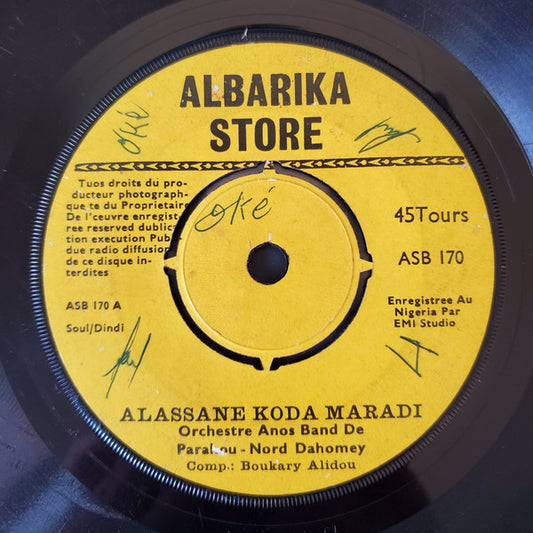 ALBARIKA
STORE
oké
Tuos droits du pro-
ducteur photograph-
que te du Proprietaire
De l'ceuvre enregist-
ree reserved dublic-
tion execution Pub
due radio diffusion
de ce disque in-
terdites
oké
45Tours
ASB 170
ASB 170 A
Soul/Dindi
Enregistree Au
Nigeria Par
EMI Studio
ALASSANE KODA MARADI
Orchestre Anos Band De
Parakou - Nord Dahomey
Comp.: Boukary Alidou